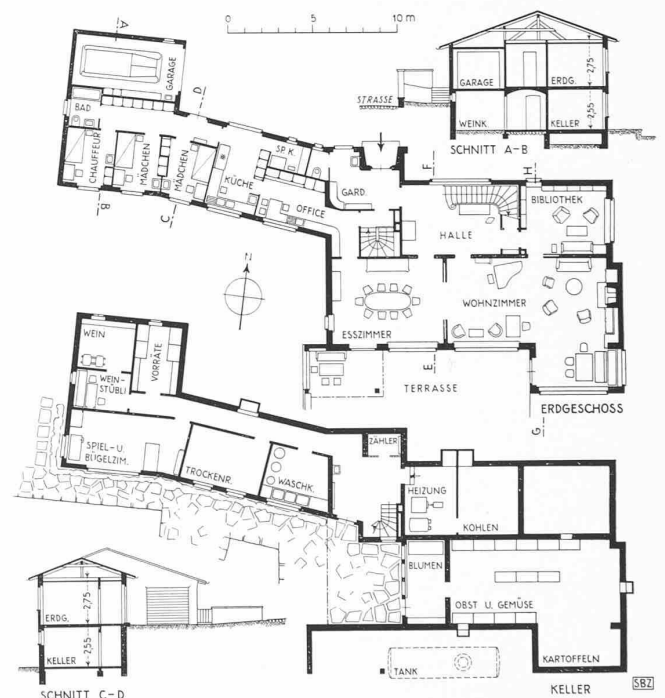 0 5 10 m
A
GARAGE
D
BAD
CHAUFFEUR
MÄDCHEN
MÄDCHEN
B
C
KÜCHE
SP.K.
OFFICE
GARD.
F
H
HALLE
BIBLIOTHEK
WOHNZIMMER
ESSZIMMER
E
TERRASSE
G
ERDGESCHOSS
STRASSE
GARAGE
ERDG.
2,75
WEINK.
KELLER
2,55
SCHNITT A-B
N
WEIN
VORRÄTE
WEIN-
STÜBLI
SPIEL- U.
BÜGELZIM.
TROCKENR.
WASCHK.
ZÄHLER
HEIZUNG
KOHLEN
BLUMEN
OBST U. GEMÜSE
KARTOFFELN
TANK
KELLER
SBZ
ERDG.
2,75
KELLER
2,55
SCHNITT C-D